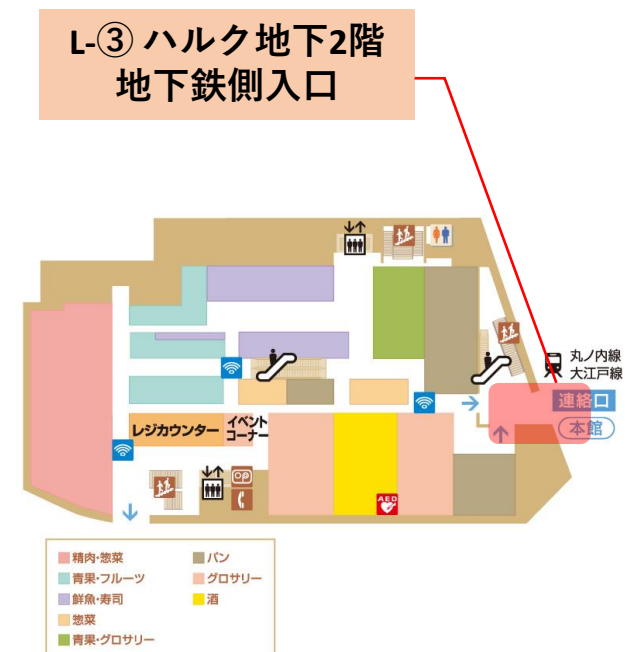 L-③ ハルク地下2階
地下鉄側入口
丸ノ内線
大江戸線
連絡口
本館
レジカウンター
イベント
コーナー
AED
精肉・惣菜
青果・フルーツ
鮮魚・寿司
惣菜
青果・グロサリー
パン
グロサリー
酒